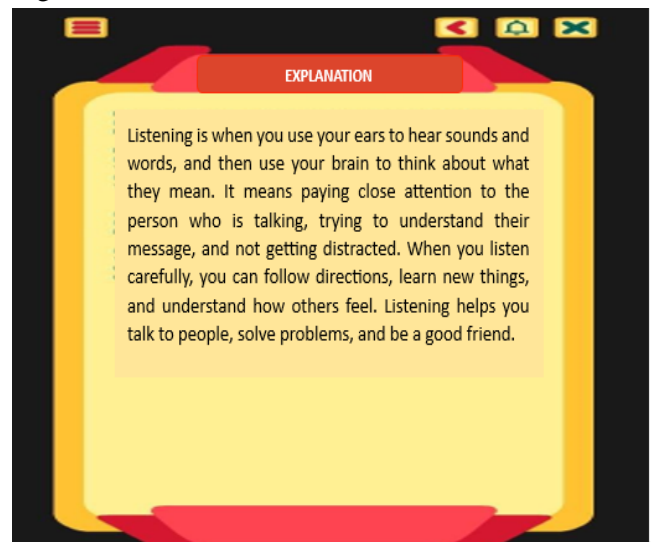 EXPLANATION
Listening is when you use your ears to hear sounds and
words, and then use your brain to think about what
they mean. It means paying close attention to the
person who is talking, trying to understand their
message, and not getting distracted. When you listen
carefully, you can follow directions, learn new things,
and understand how others feel. Listening helps you
talk to people, solve problems, and be a good friend.